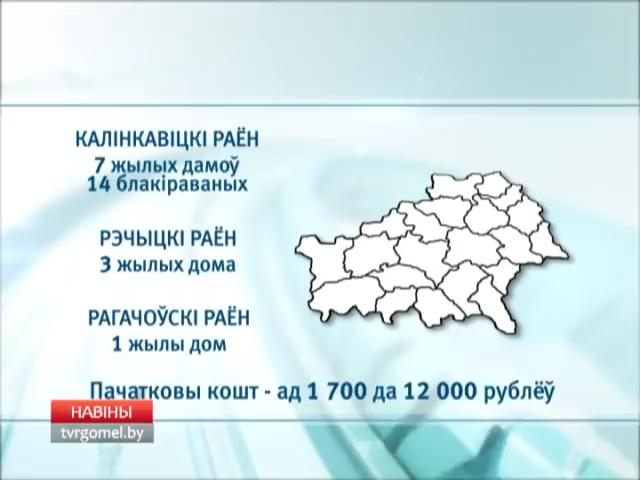 КАЛІНКАВІЦКІ РАЁН
7 жылых дамоў
14 блакіраваных
РЭЧЫЦКІ РАЁН
3 жылых дома
РАГАЧОЎСКІ РАЁН
1 жылы дом
Пачатковы кошт - ад 1 700 да 12 000 рублёў
НАВІНЫ
tvrgomel.by